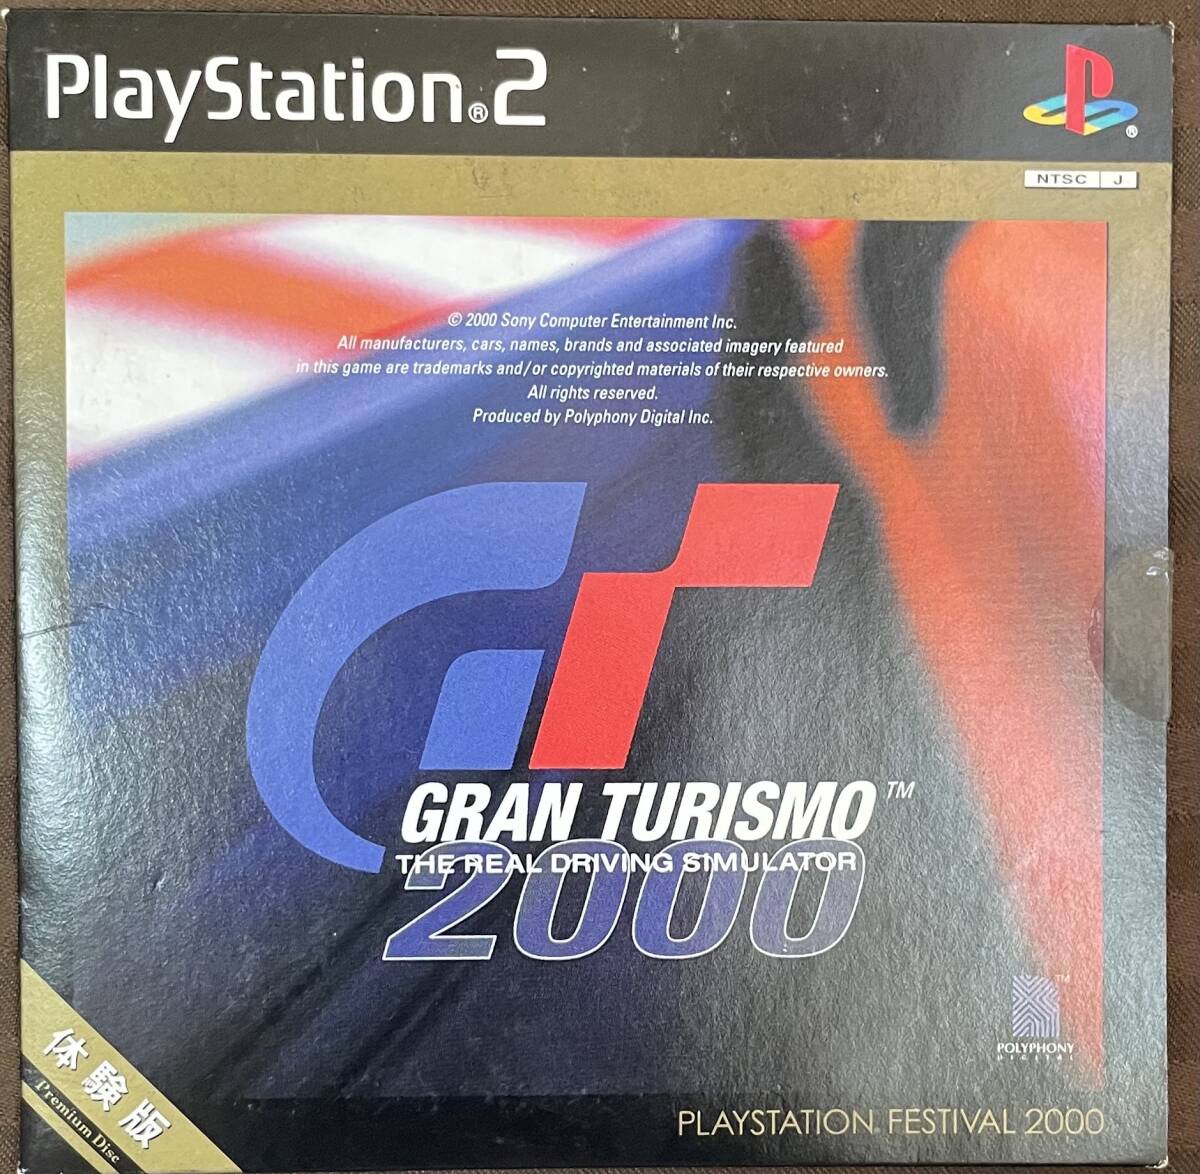 PlayStation®2
®
NTSC J
© 2000 Sony Computer Entertainment Inc.
All manufacturers, cars, names, brands and associated imagery featured
in this game are trademarks and/or copyrighted materials of their respective owners.
All rights reserved.
Produced by Polyphony Digital Inc.
GRAN TURISMO™
THE REAL DRIVING SIMULATOR
2000
体験版
Premium Disc
TM
POLYPHONY
DIGITAL
PLAYSTATION FESTIVAL 2000